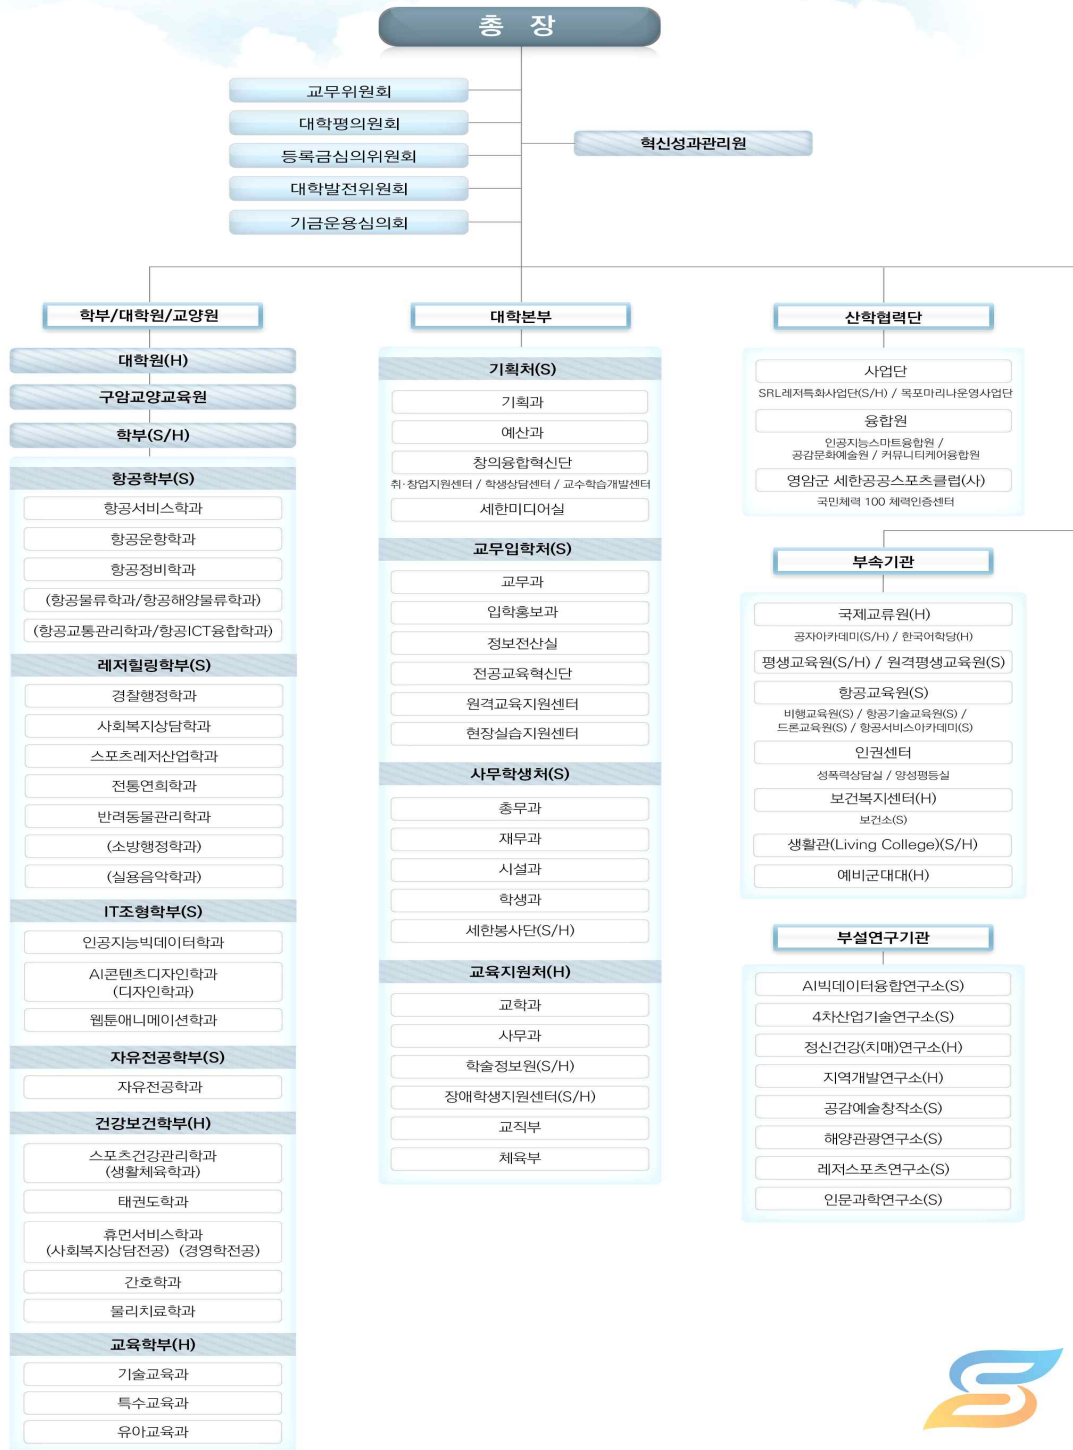 총 장
교무위원회
대학평의원회
등록금심의위원회
대학발전위원회
기금운용심의회
혁신성과관리원
학부/대학원/교양원
대학원(H)
구암교양교육원
학부(S/H)
항공학부(S)
항공서비스학과
항공운항학과
항공정비학과
(항공물류학과/항공해양물류학과)
(항공교통관리학과/항공ICT융합학과)
레저힐링학부(S)
경찰행정학과
사회복지상담학과
스포츠레저산업학과
전통연희학과
반려동물관리학과
(소방행정학과)
(실용음악학과)
IT조형학부(S)
인공지능빅데이터학과
AI콘텐츠디자인학과
(디자인학과)
웹툰애니메이션학과
자유전공학부(S)
자유전공학과
건강보건학부(H)
스포츠건강관리학과
(생활체육학과)
태권도학과
휴먼서비스학과
(사회복지상담전공) (경영학전공)
간호학과
물리치료학과
교육학부(H)
기술교육과
특수교육과
유아교육과
대학본부
기획처(S)
기획과
예산과
창의융합혁신단
취·창업지원센터 / 학생상담센터 / 교수학습개발센터
세한미디어실
교무입학처(S)
교무과
입학홍보과
정보전산실
전공교육혁신단
원격교육지원센터
현장실습지원센터
사무학생처(S)
총무과
재무과
시설과
학생과
세한봉사단(S/H)
교육지원처(H)
교학과
사무과
학술정보원(S/H)
장애학생지원센터(S/H)
교직부
체육부
산학협력단
사업단
SRL레저특화사업단(S/H) / 목포마리나운영사업단
융합원
인공지능스마트융합원 /
공감문화예술원 / 커뮤니티케어융합원
영암군 세한공공스포츠클럽(사)
국민체력 100 체력인증센터
부속기관
국제교류원(H)
공자아카데미(S/H) / 한국어학당(H)
평생교육원(S/H) / 원격평생교육원(S)
항공교육원(S)
비행교육원(S) / 항공기술교육원(S) /
드론교육원(S) / 항공서비스아카데미(S)
인권센터
성폭력상담실 / 양성평등실
보건복지센터(H)
보건소(S)
생활관(Living College)(S/H)
예비군대대(H)
부설연구기관
AI빅데이터융합연구소(S)
4차산업기술연구소(S)
정신건강(치매)연구소(H)
지역개발연구소(H)
공감예술창작소(S)
해양관광연구소(S)
레저스포츠연구소(S)
인문과학연구소(S)